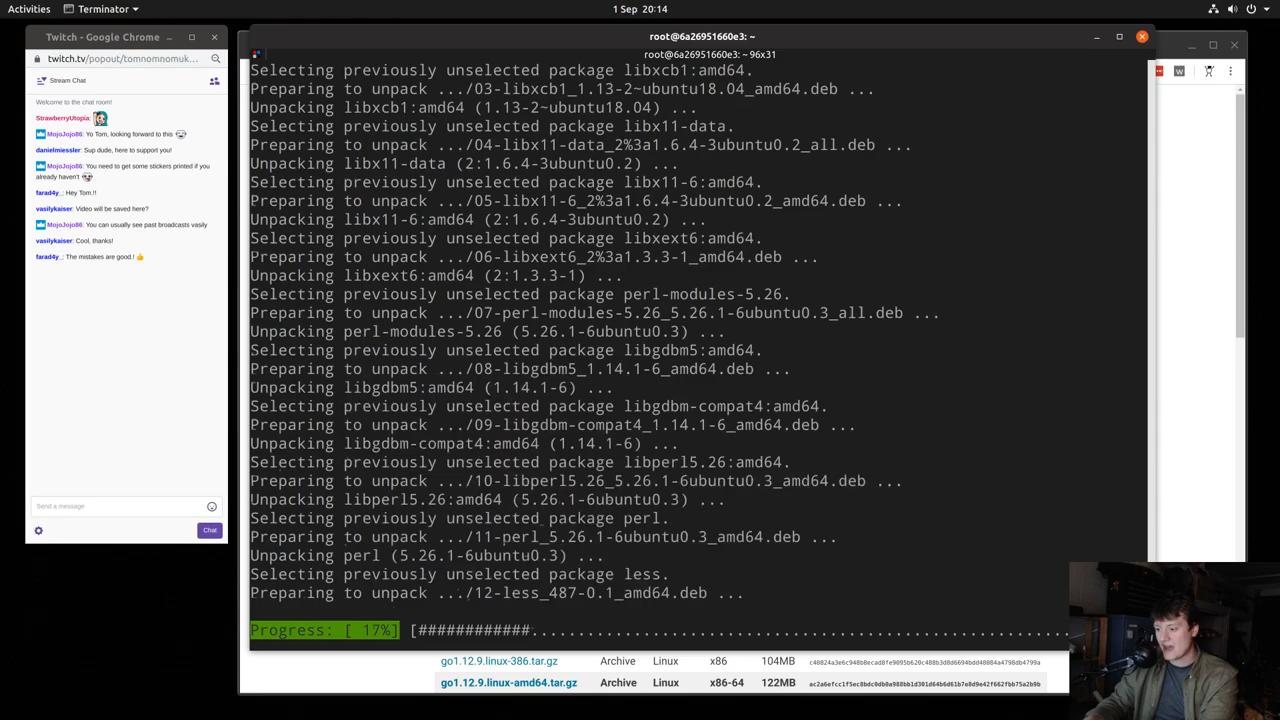 Activities
Terminator
1 Sep 20:14
Twitch - Google Chrome
twitch.tv/popout/tomnomnomuk…
Stream Chat
Welcome to the chat room!
StrawberryUtopia:
MojoJojo86: Yo Tom, looking forward to this
danielmiessler: Sup dude, here to support you!
MojoJojo86: You need to get some stickers printed if you
already haven't
farad4y_: Hey Tom.!!
vasilykaiser: Video will be saved here?
MojoJojo86: You can usually see past broadcasts vasily
vasilykaiser: Cool, thanks!
farad4y_: The mistakes are good.!
Send a message
Chat
root@6a26951660e3: ~
root@6a26951660e3: ~ 96x31
Selecting previously unselected package libxcb1:amd64.
Preparing to unpack .../03-libxcb1_1.13-2~ubuntu18.04_amd64.deb ...
Unpacking libxcb1:amd64 (1.13-2~ubuntu18.04) ...
Selecting previously unselected package libx11-data.
Preparing to unpack .../04-libx11-data_2%3a1.6.4-3ubuntu0.2_all.deb ...
Unpacking libx11-data (2:1.6.4-3ubuntu0.2) ...
Selecting previously unselected package libx11-6:amd64.
Preparing to unpack .../05-libx11-6_2%3a1.6.4-3ubuntu0.2_amd64.deb ...
Unpacking libx11-6:amd64 (2:1.6.4-3ubuntu0.2) ...
Selecting previously unselected package libxext6:amd64.
Preparing to unpack .../06-libxext6_2%3a1.3.3-1_amd64.deb ...
Unpacking libxext6:amd64 (2:1.3.3-1) ...
Selecting previously unselected package perl-modules-5.26.
Preparing to unpack .../07-perl-modules-5.26_5.26.1-6ubuntu0.3_all.deb ...
Unpacking perl-modules-5.26 (5.26.1-6ubuntu0.3) ...
Selecting previously unselected package libgdbm5:amd64.
Preparing to unpack .../08-libgdbm5_1.14.1-6_amd64.deb ...
Unpacking libgdbm5:amd64 (1.14.1-6) ...
Selecting previously unselected package libgdbm-compat4:amd64.
Preparing to unpack .../09-libgdbm-compat4_1.14.1-6_amd64.deb ...
Unpacking libgdbm-compat4:amd64 (1.14.1-6) ...
Selecting previously unselected package libperl5.26:amd64.
Preparing to unpack .../10-libperl5.26_5.26.1-6ubuntu0.3_amd64.deb ...
Unpacking libperl5.26:amd64 (5.26.1-6ubuntu0.3) ...
Selecting previously unselected package perl.
Preparing to unpack .../11-perl_5.26.1-6ubuntu0.3_amd64.deb ...
Unpacking perl (5.26.1-6ubuntu0.3) ...
Selecting previously unselected package less.
Preparing to unpack .../12-less_487-0.1_amd64.deb ...
Progress: [ 17%] [############..........................................................
go1.12.9.linux-386.tar.gz Archive Linux x86 104MB
go1.12.9.linux-amd64.tar.gz Archive Linux x86-64 122MB